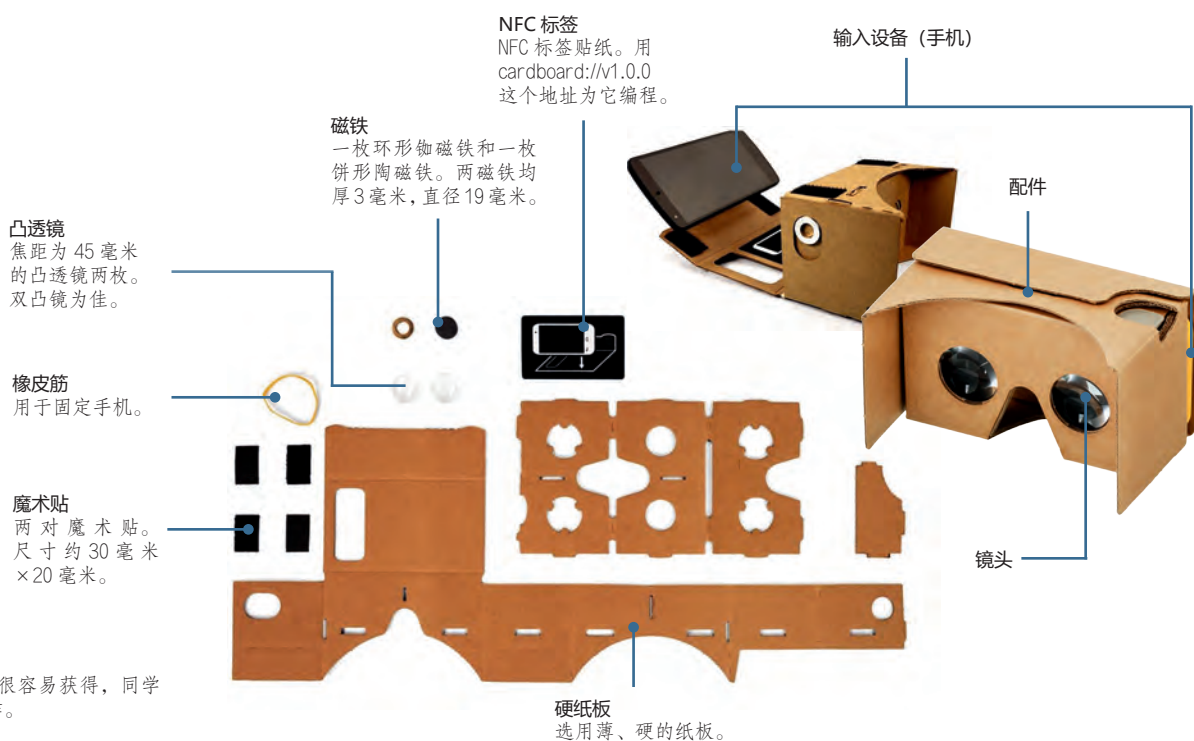 NFC 标签
NFC 标签贴纸。用
cardboard://v1.0.0
这个地址为它编程。
输入设备（手机）
磁铁
一枚环形铷磁铁和一枚
饼形陶磁铁。两磁铁均
厚3毫米，直径19毫米。
配件
凸透镜
焦距为 45 毫米
的凸透镜两枚。
双凸镜为佳。
橡皮筋
用于固定手机。
魔术贴
两对魔术贴。
尺寸约30毫米
×20毫米。
镜头
很容易获得，同学
硬纸板
选用薄、硬的纸板。